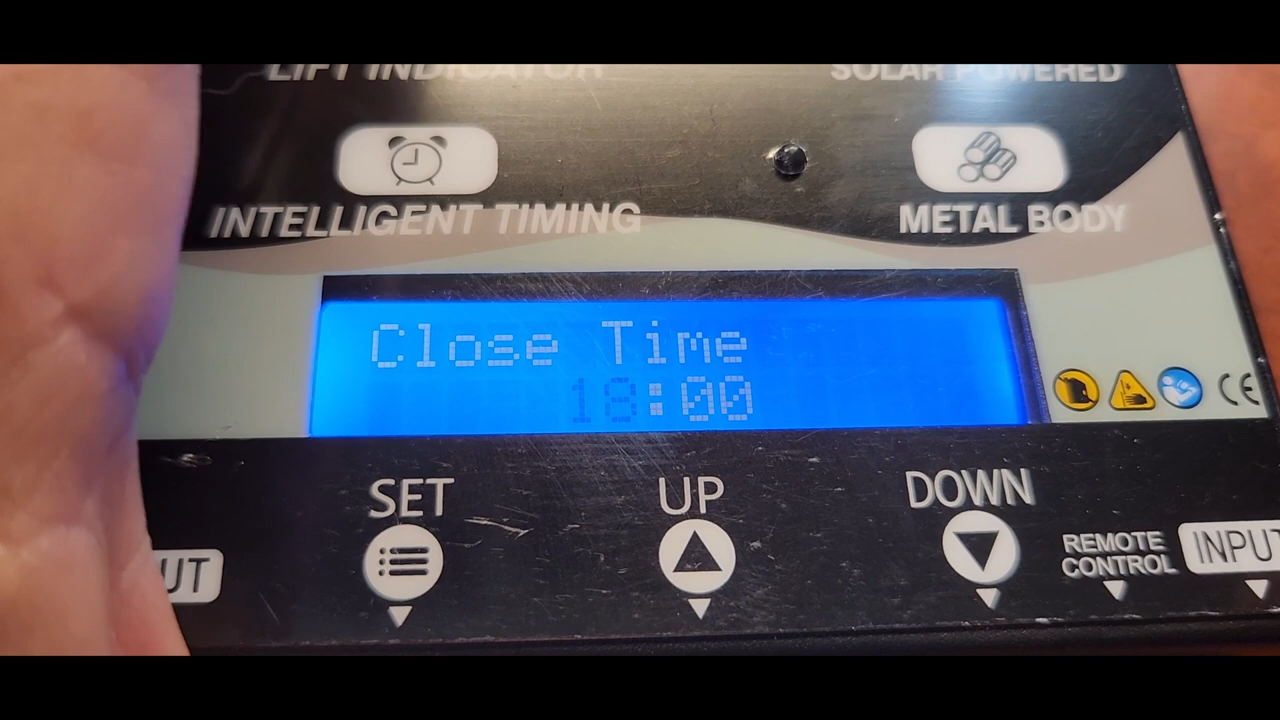 LIFT INDICATOR
SOLAR POWERED
INTELLIGENT TIMING
METAL BODY
Close Time
18:00
CE
SET
UP
DOWN
REMOTE
CONTROL
INPUT
UT